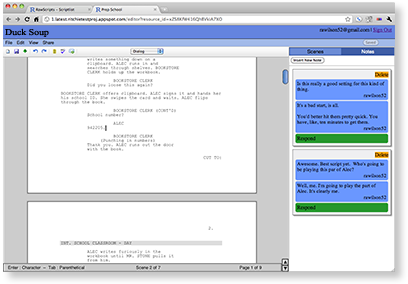 RawScripts - Scriptlist
Prep School
1.latest.ritchietestproj.appspot.com/editor?resource_id=
Duck Soup
rawilson52@gmail.com | Sign Out
File Edit View Share
Saved
Dialog
Scenes Notes
Insert New Note
writes something down on a
clipboard. ALEC runs in and
searches through shelves. BOOKSTORE
CLERK holds up the workbook.
BOOKSTORE CLERK
Did you loose this again?
BOOKSTORE CLERK offers clipboard. ALEC signs it and hands her
his school ID. She swipes the card and waits. ALEC flips
through the book.
BOOKSTORE CLERK (CONT'D)
School number?
ALEC
942205.
BOOKSTORE CLERK
(Punching in numbers)
Thank you. ALEC runs out the door
with the book.
CUT TO:
2.
INT. SCHOOL CLASSROOM - DAY
ALEC writes furiously in the
workbook until MR. STONE pulls it
from him.
Delete
Is this really a good setting for this kind of
thing.
rawilson52
It's a bad start, is all.
You'd better hit them pretty quick. You
have, like, ten minutes to get them.
rawilson52
Respond
Delete
Awesome. Best script yet. Who's going to
be playing this part of Alec?
rawilson52
Well, me. I'm going to play the part of
Alec. It's clearly me.
rawilson52
Respond
Enter : Character -- Tab : Parenthetical
Scene 2 of 7
Page 1 of 9